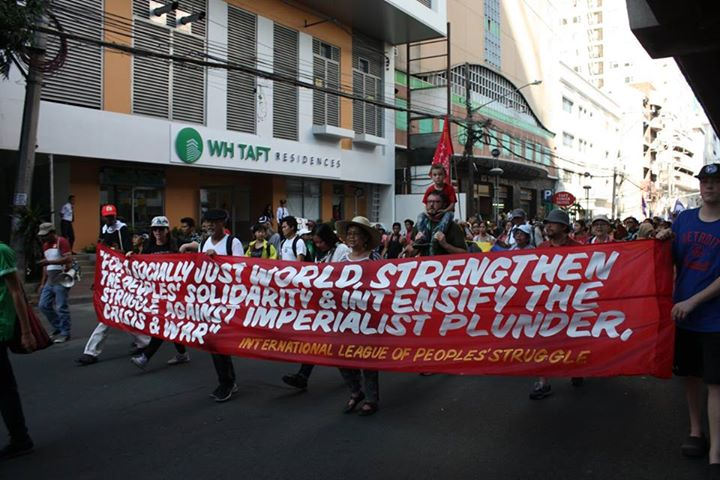 WH TAFT RESIDENCES
"FOR A SOCIALLY JUST WORLD, STRENGTHEN
THE PEOPLES' SOLIDARITY & INTENSIFY THE
STRUGGLE AGAINST IMPERIALIST PLUNDER,
CRISIS & WAR"
INTERNATIONAL LEAGUE OF PEOPLES' STRUGGLE
DETROIT